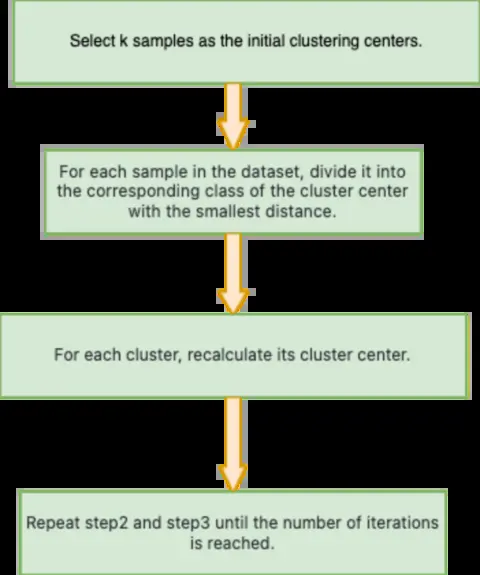 Select k samples as the initial clustering centers.
For each sample in the dataset, divide it into
the corresponding class of the cluster center
with the smallest distance.
For each cluster, recalculate its cluster center.
Repeat step2 and step3 until the number of iterations
is reached.